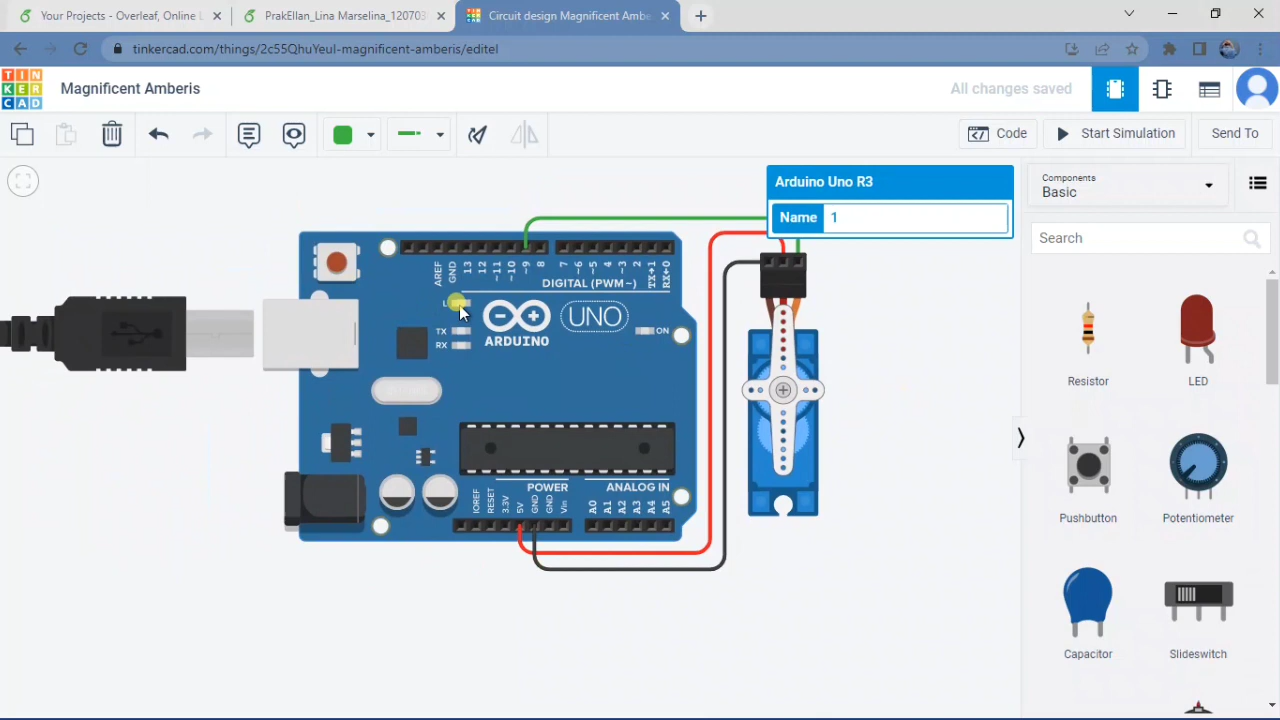 Your Projects - Overleaf, Online L
PrakEllan_Lina Marselina_120703
Circuit design Magnificent Ambe
tinkercad.com/things/2c55QhuYeuI-magnificent-amberis/editel
TIN
KER
CAD
Magnificent Amberis
All changes saved
Code
Start Simulation
Send To
Arduino Uno R3
Name
1
Components
Basic
Search
Resistor
LED
Pushbutton
Potentiometer
Capacitor
Slideswitch
AREF
GND
13
12
~11
~10
~9
8
7
~6
~5
4
~3
2
TX→1
RX←0
DIGITAL (PWM~)
L
TX
RX
ARDUINO
UNO
ON
POWER
ANALOG IN
IOREF
RESET
3.3V
5V
GND
GND
Vin
A0
A1
A2
A3
A4
A5